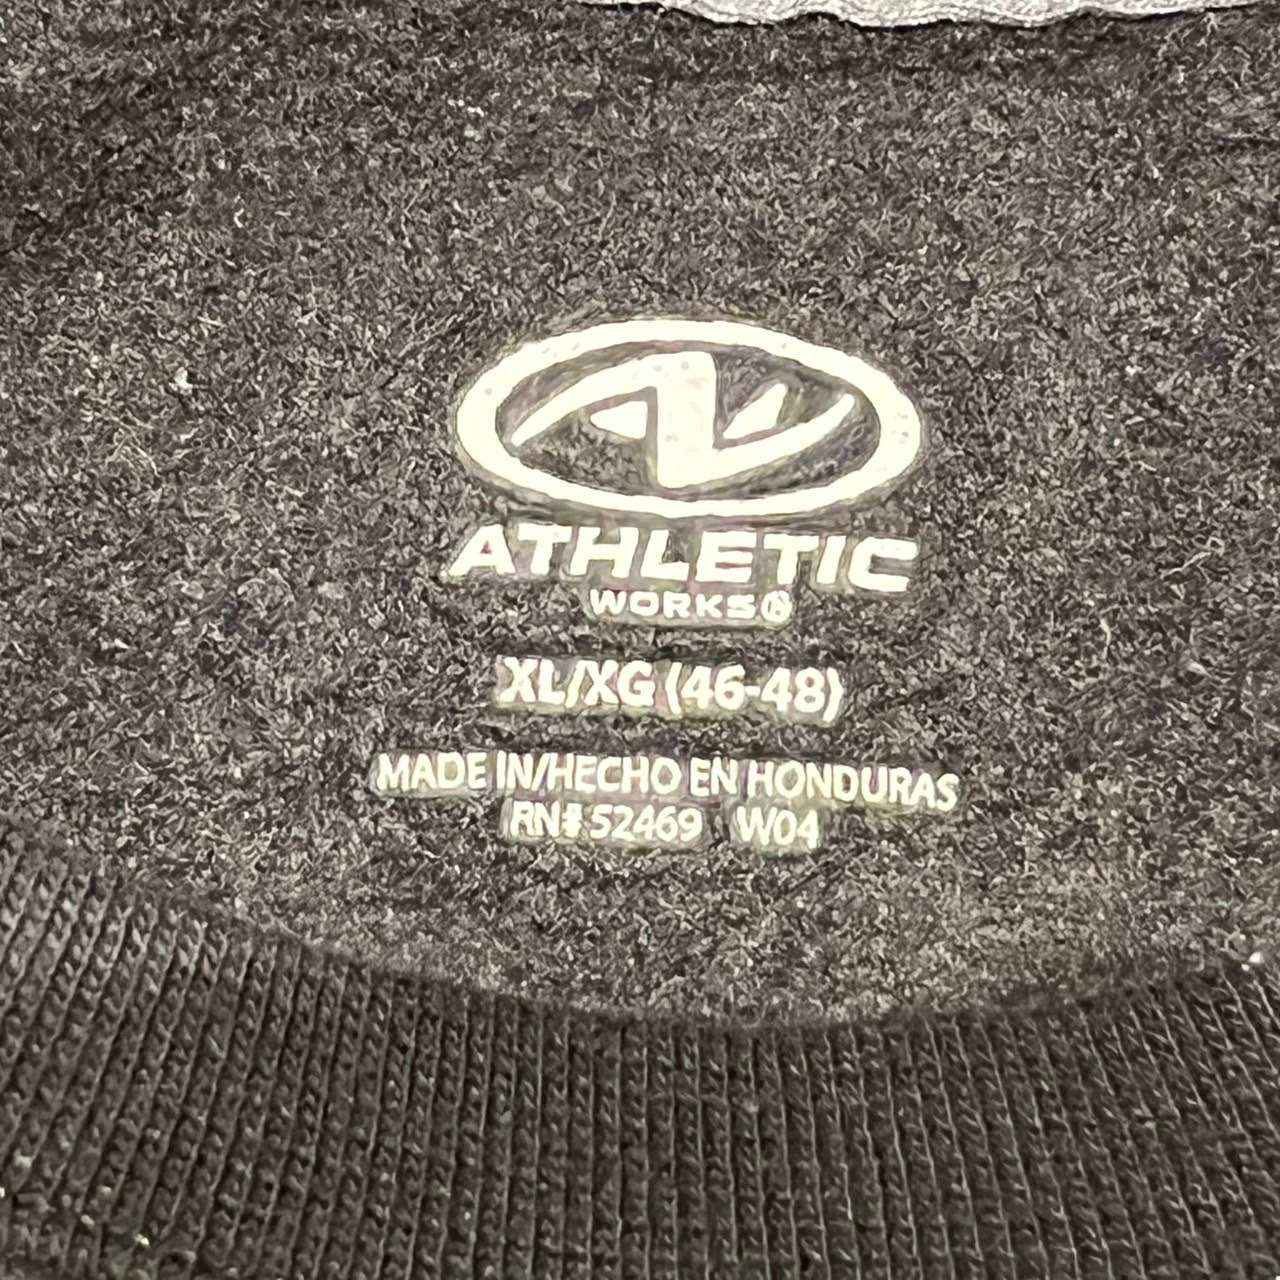 ATHLETIC
WORKS®
XL/XG (46-48)
MADE IN/HECHO EN HONDURAS
RN# 52469 W04